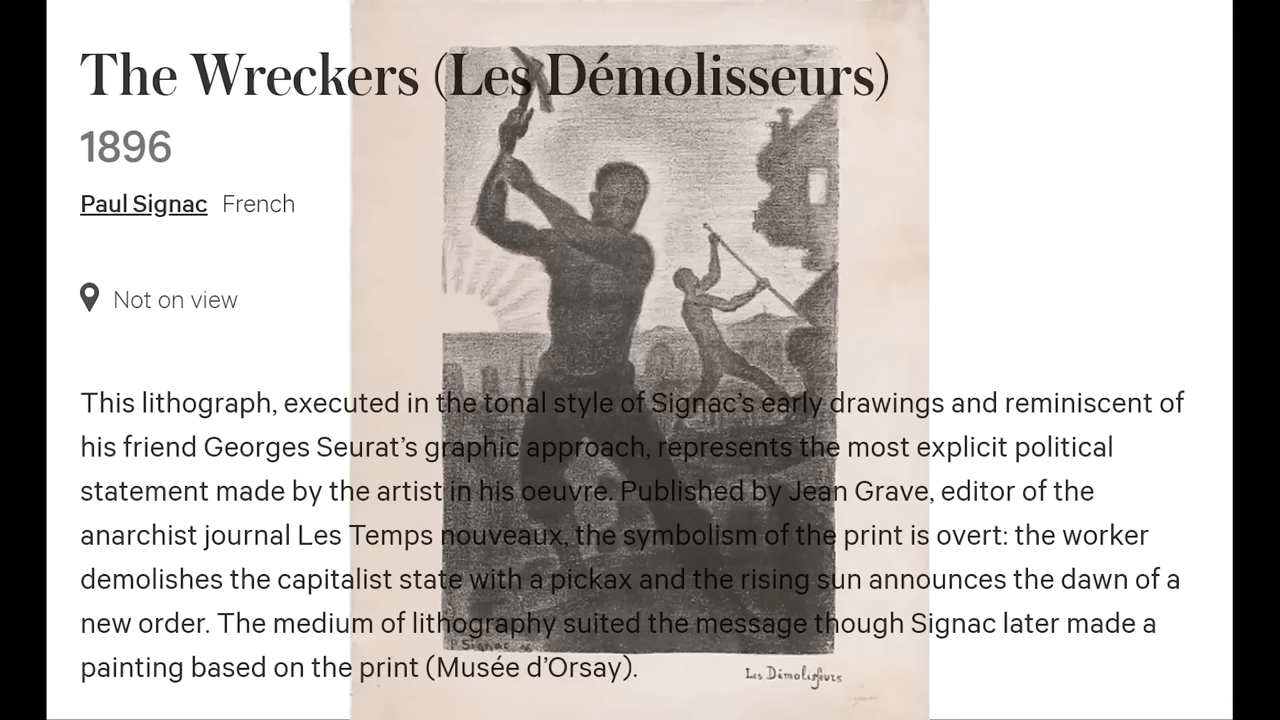 The Wreckers (Les Démolisseurs)
1896
Paul Signac French
Not on view
This lithograph, executed in the tonal style of Signac’s early drawings and reminiscent of
his friend Georges Seurat’s graphic approach, represents the most explicit political
statement made by the artist in his oeuvre. Published by Jean Grave, editor of the
anarchist journal Les Temps nouveaux, the symbolism of the print is overt: the worker
demolishes the capitalist state with a pickax and the rising sun announces the dawn of a
new order. The medium of lithography suited the message though Signac later made a
painting based on the print (Musée d’Orsay).
P. Signac
Les Démolisseurs